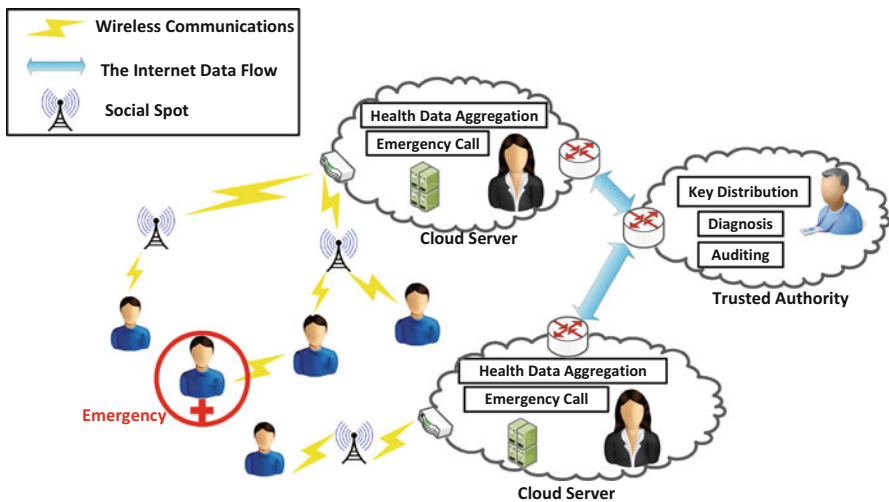 Wireless Communications
The Internet Data Flow
Social Spot
Health Data Aggregation
Emergency Call
Cloud Server
Key Distribution
Diagnosis
Auditing
Trusted Authority
Health Data Aggregation
Emergency Call
Emergency
Cloud Server